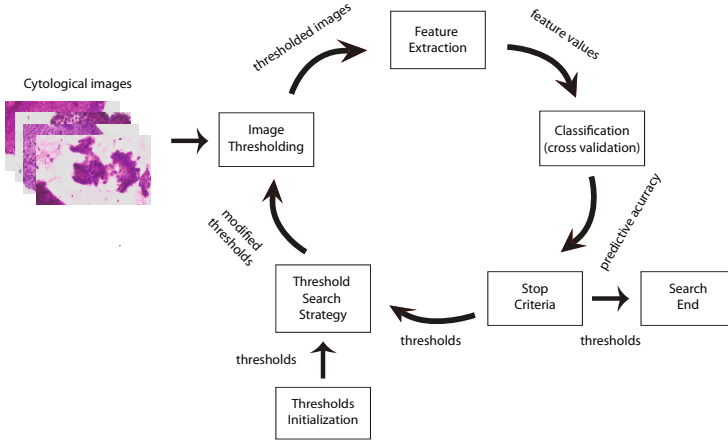 Cytological images
Image
Thresholding
thresholded images
Feature
Extraction
feature values
Classification
(cross validation)
predictive acurracy
Stop
Criteria
thresholds
Search
End
thresholds
Threshold
Search
Strategy
modified
thresholds
thresholds
Thresholds
Initialization